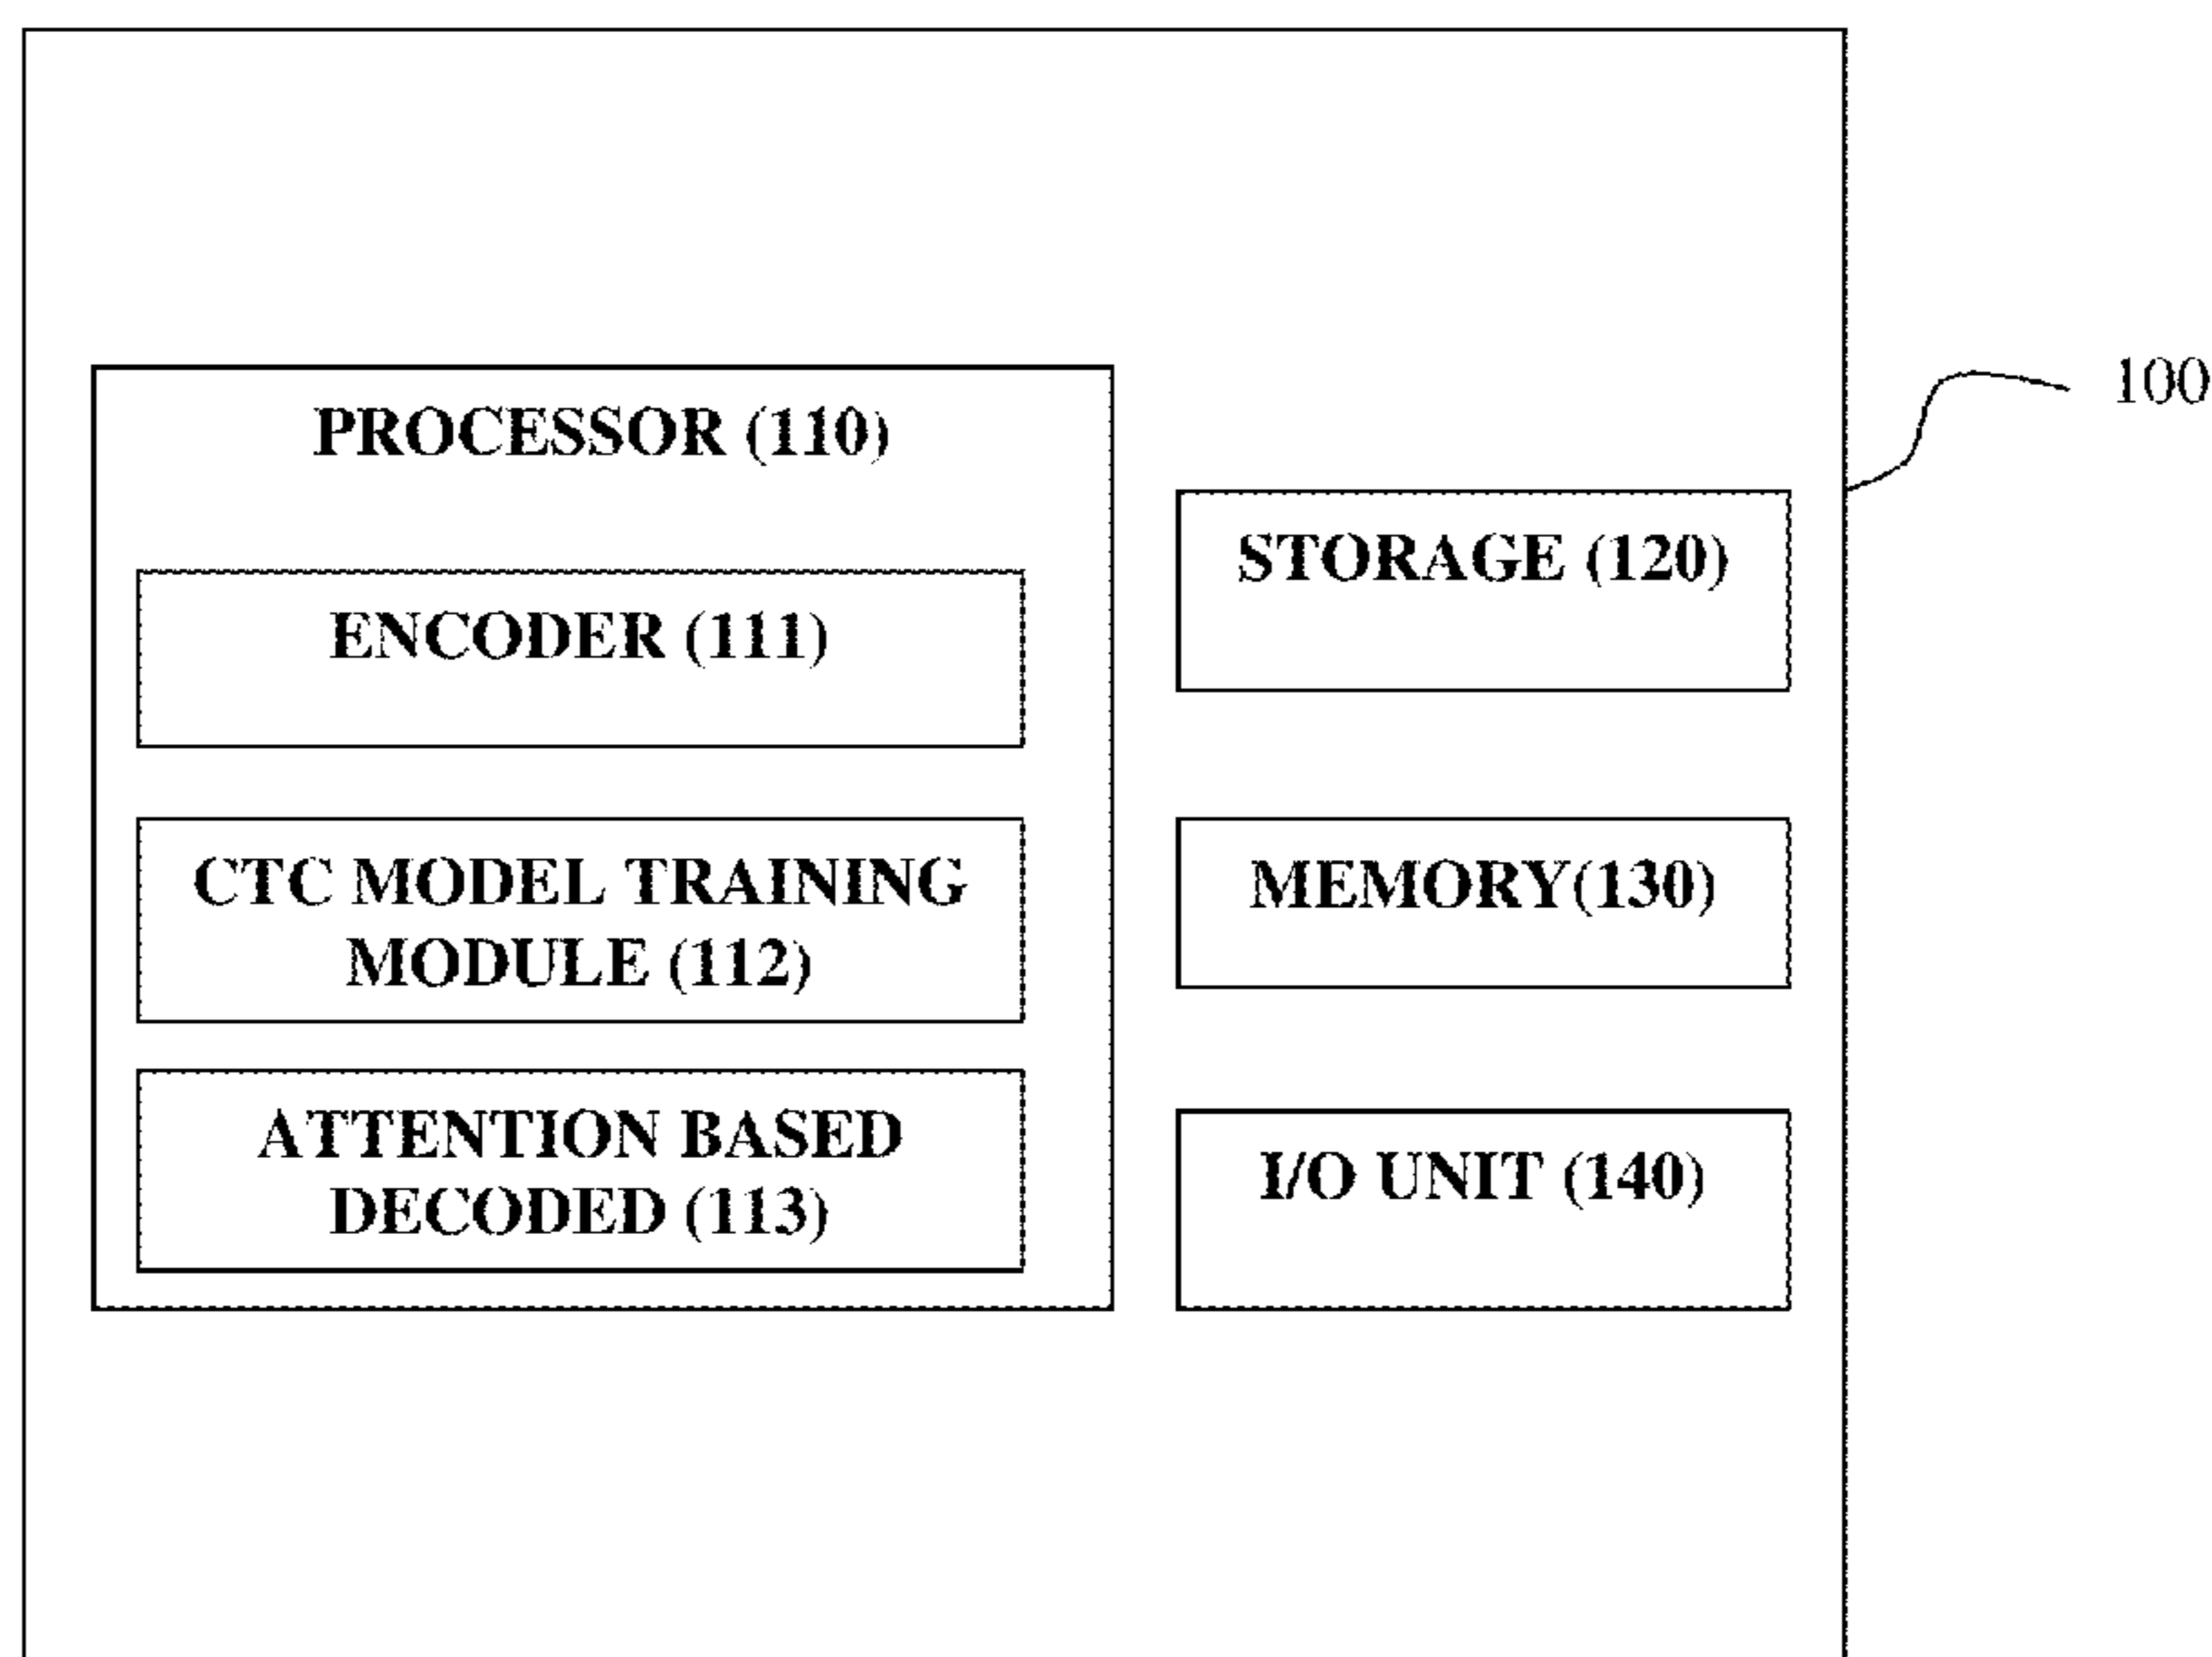 PROCESSOR (110)
ENCODER (111)
CTC MODEL TRAINING
MODULE (112)
ATTENTION BASED
DECODED (113)
STORAGE (120)
MEMORY(130)
I/O UNIT (140)
100